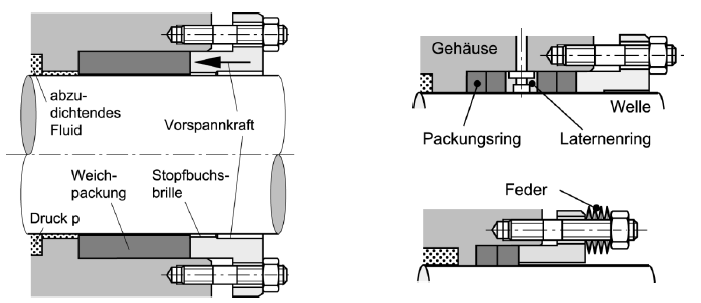 abzu-
dichtendes
Fluid
Vorspannkraft
Weich-
packung
Stopfbuchs-
brille
Druck p
Gehäuse
Welle
Packungsring
Laternenring
Feder